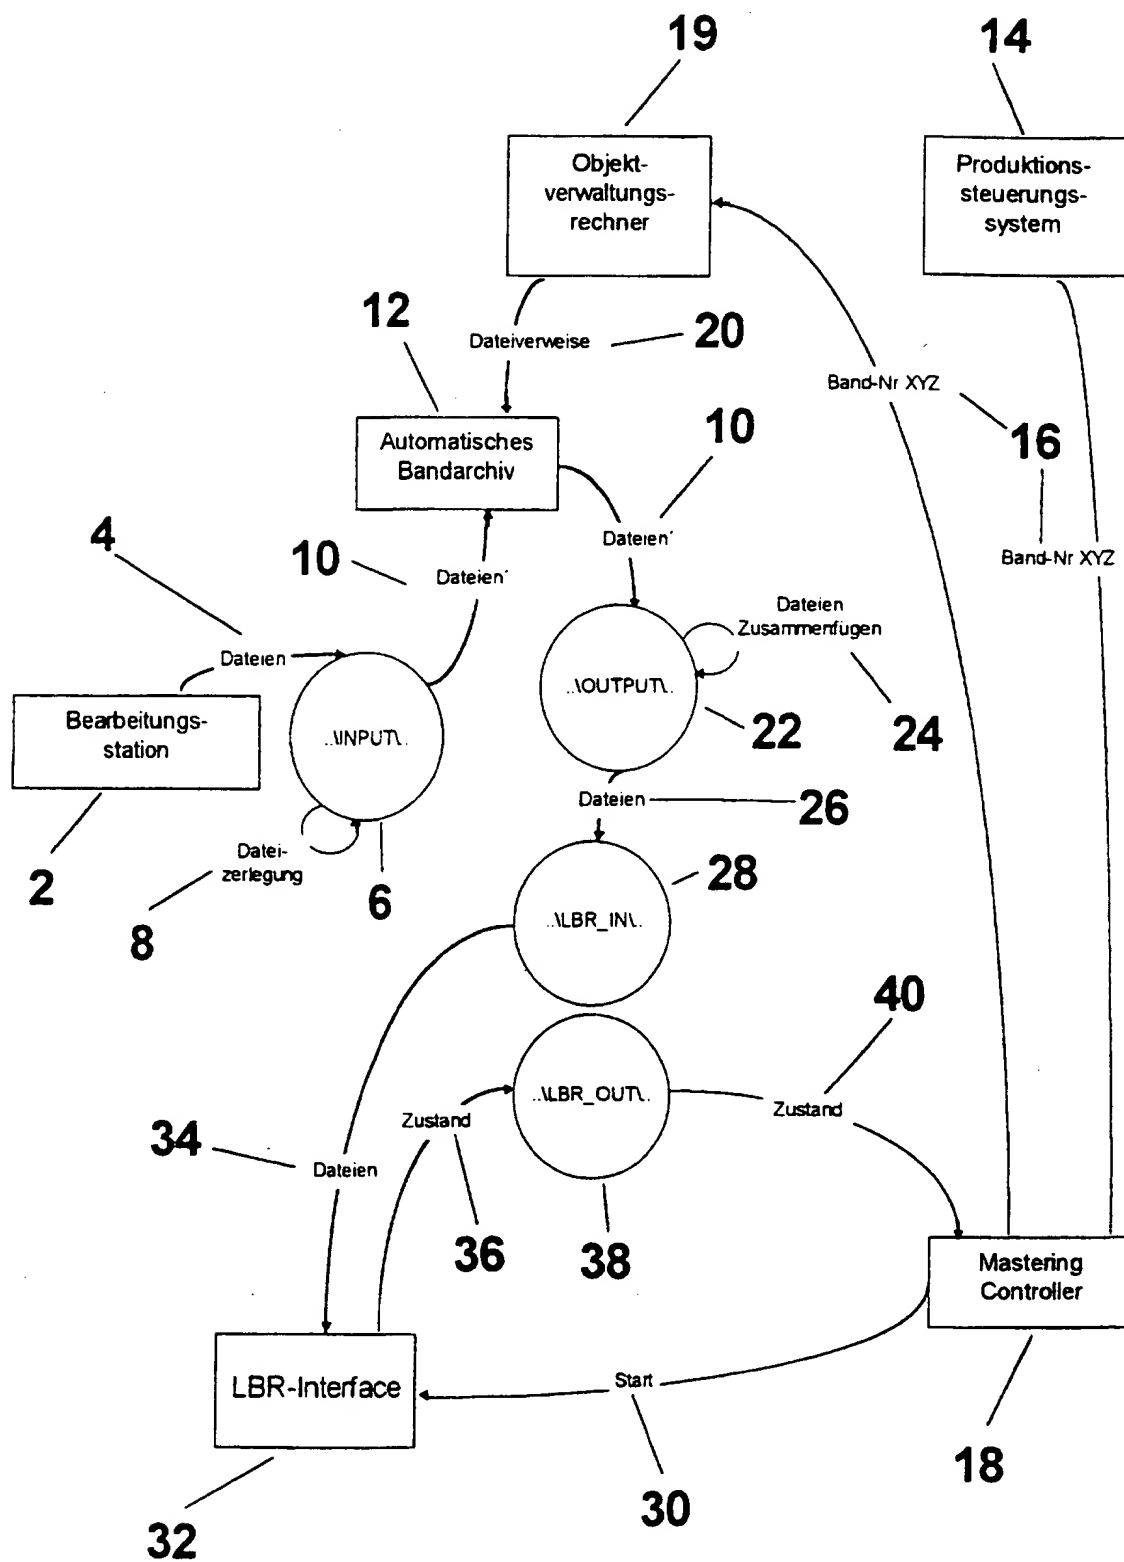 19
14
Objekt-
verwaltungs-
rechner
Produktions-
steuerungs-
system
12
Dateiverweise
20
Band-Nr XYZ
10
16
Automatisches
Bandarchiv
4
10
Dateien´
Dateien´
Band-Nr XYZ
Dateien
Zusammenfügen
Dateien
..\OUTPUT\..
Bearbeitungs-
station
..\INPUT\..
22
24
Dateien
26
Datei-
zerlegung
2
8
6
28
..\LBR_IN\..
40
..\LBR_OUT\..
Zustand
Zustand
34
Dateien
36
38
Mastering
Controller
LBR-Interface
Start
18
30
32